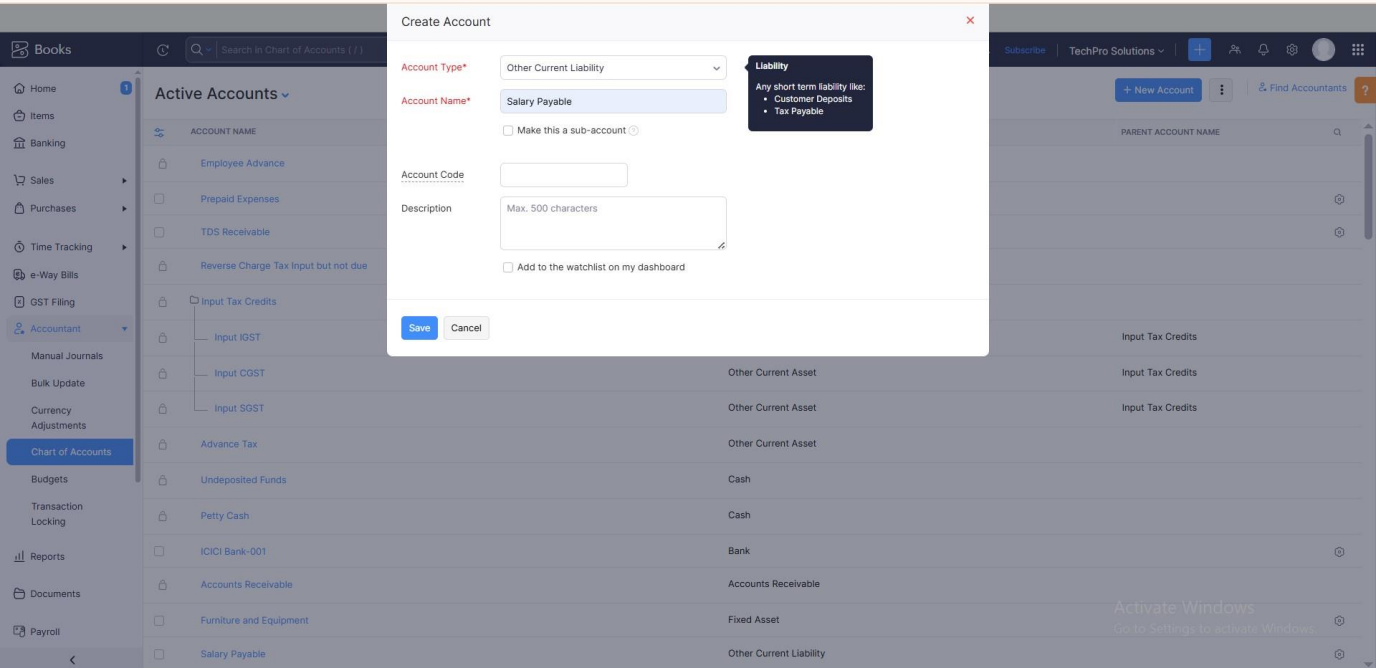 Create Account
×
Books
Search in Chart of Accounts ( / )
Subscribe
TechPro Solutions
+
Home
1
Items
Banking
Sales
Purchases
Time Tracking
e-Way Bills
GST Filing
Accountant
Manual Journals
Bulk Update
Currency
Adjustments
Chart of Accounts
Budgets
Transaction
Locking
Reports
Documents
Payroll
<
Active Accounts
+ New Account
Find Accountants
?
Account Type*
Other Current Liability
Account Name*
Salary Payable
Make this a sub-account ?
Account Code
Description
Max. 500 characters
Add to the watchlist on my dashboard
Save
Cancel
Liability
Any short term liability like:
• Customer Deposits
• Tax Payable
ACCOUNT NAME
PARENT ACCOUNT NAME
Employee Advance
Prepaid Expenses
TDS Receivable
Reverse Charge Tax Input but not due
Input Tax Credits
Input IGST Input Tax Credits
Input CGST Other Current Asset Input Tax Credits
Input SGST Other Current Asset Input Tax Credits
Advance Tax Other Current Asset
Undeposited Funds Cash
Petty Cash Cash
ICICI Bank-001 Bank
Accounts Receivable Accounts Receivable
Furniture and Equipment Fixed Asset
Salary Payable Other Current Liability
Activate Windows
Go to Settings to activate Windows.